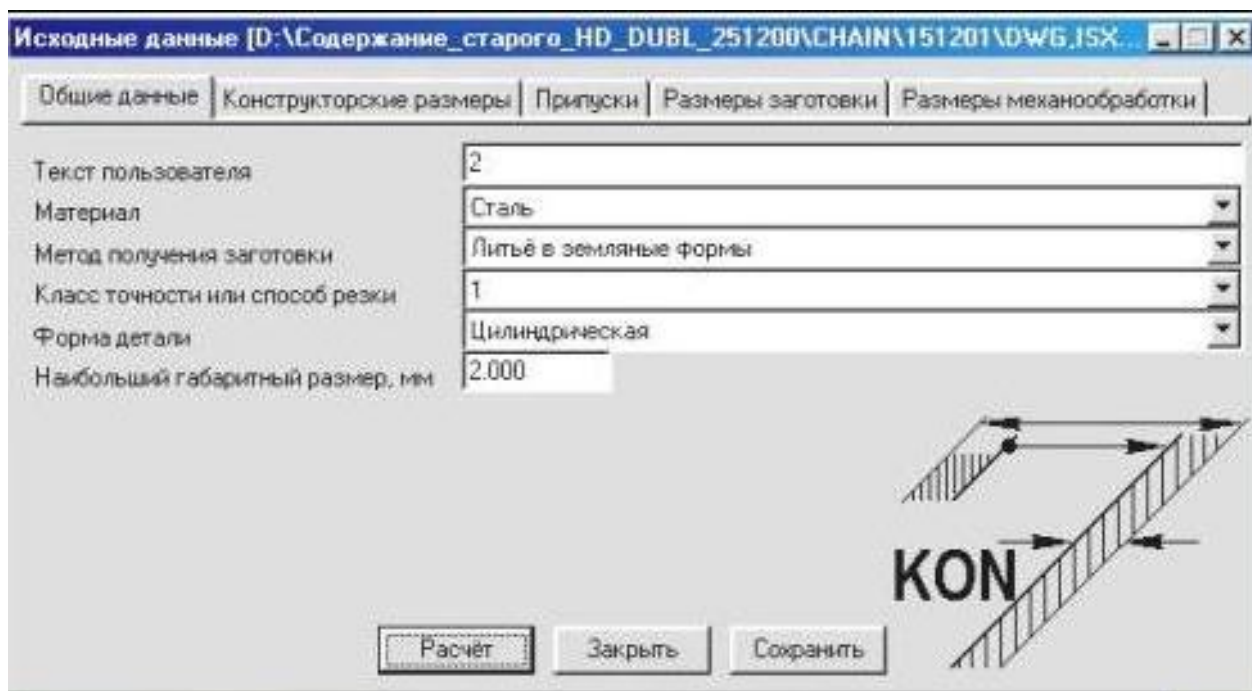 Исходные данные [D:\Содержание_старого_HD_DUBL_251200\CHAIN\151201\DWG.ISX...
Общие данные Конструкторские размеры Припуски Размеры заготовки Размеры механообработки
Текст пользователя 2
Материал Сталь
Метод получения заготовки Литьё в земляные формы
Класс точности или способ резки 1
Форма детали Цилиндрическая
Наибольший габаритный размер, мм 2.000
KON
Расчёт Закрыть Сохранить